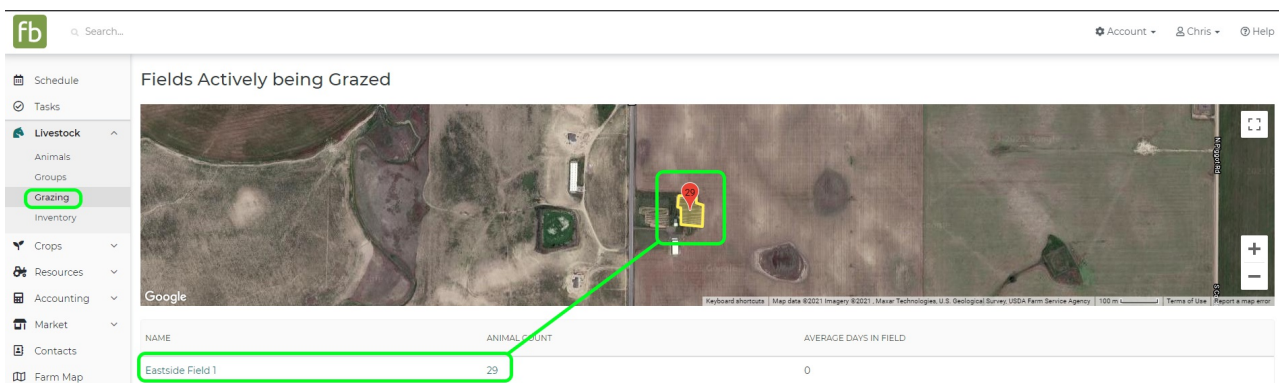 fb
Search...
Account
Chris
Help
Schedule
Tasks
Livestock
Animals
Groups
Grazing
Inventory
Crops
Resources
Accounting
Market
Contacts
Farm Map
Fields Actively being Grazed
29
N Piggot Rd
Google
Keyboard shortcuts Map data ©2021 Imagery ©2021 , Maxar Technologies, U.S. Geological Survey, USDA Farm Service Agency 100 m Terms of Use Report a map error
NAME ANIMAL COUNT AVERAGE DAYS IN FIELD
Eastside Field 1 29 0